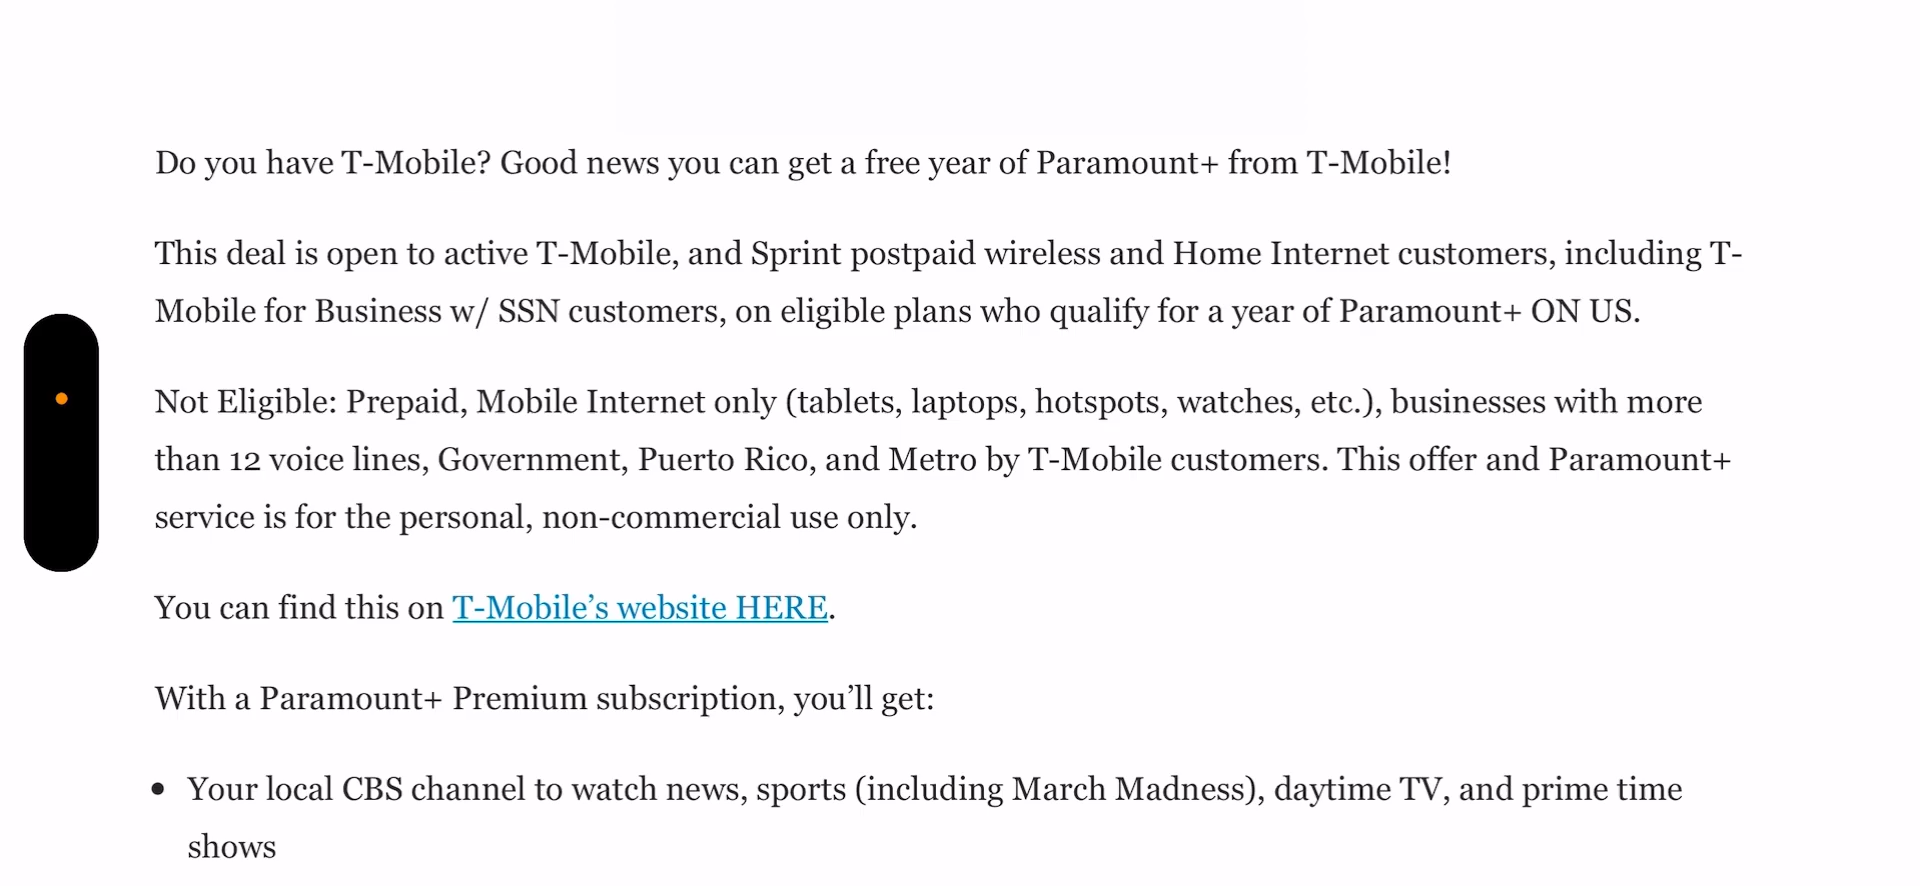 Do you have T-Mobile? Good news you can get a free year of Paramount+ from T-Mobile!
This deal is open to active T-Mobile, and Sprint postpaid wireless and Home Internet customers, including T-
Mobile for Business w/ SSN customers, on eligible plans who qualify for a year of Paramount+ ON US.
Not Eligible: Prepaid, Mobile Internet only (tablets, laptops, hotspots, watches, etc.), businesses with more
than 12 voice lines, Government, Puerto Rico, and Metro by T-Mobile customers. This offer and Paramount+
service is for the personal, non-commercial use only.
You can find this on T-Mobile’s website HERE.
With a Paramount+ Premium subscription, you’ll get:
• Your local CBS channel to watch news, sports (including March Madness), daytime TV, and prime time
shows